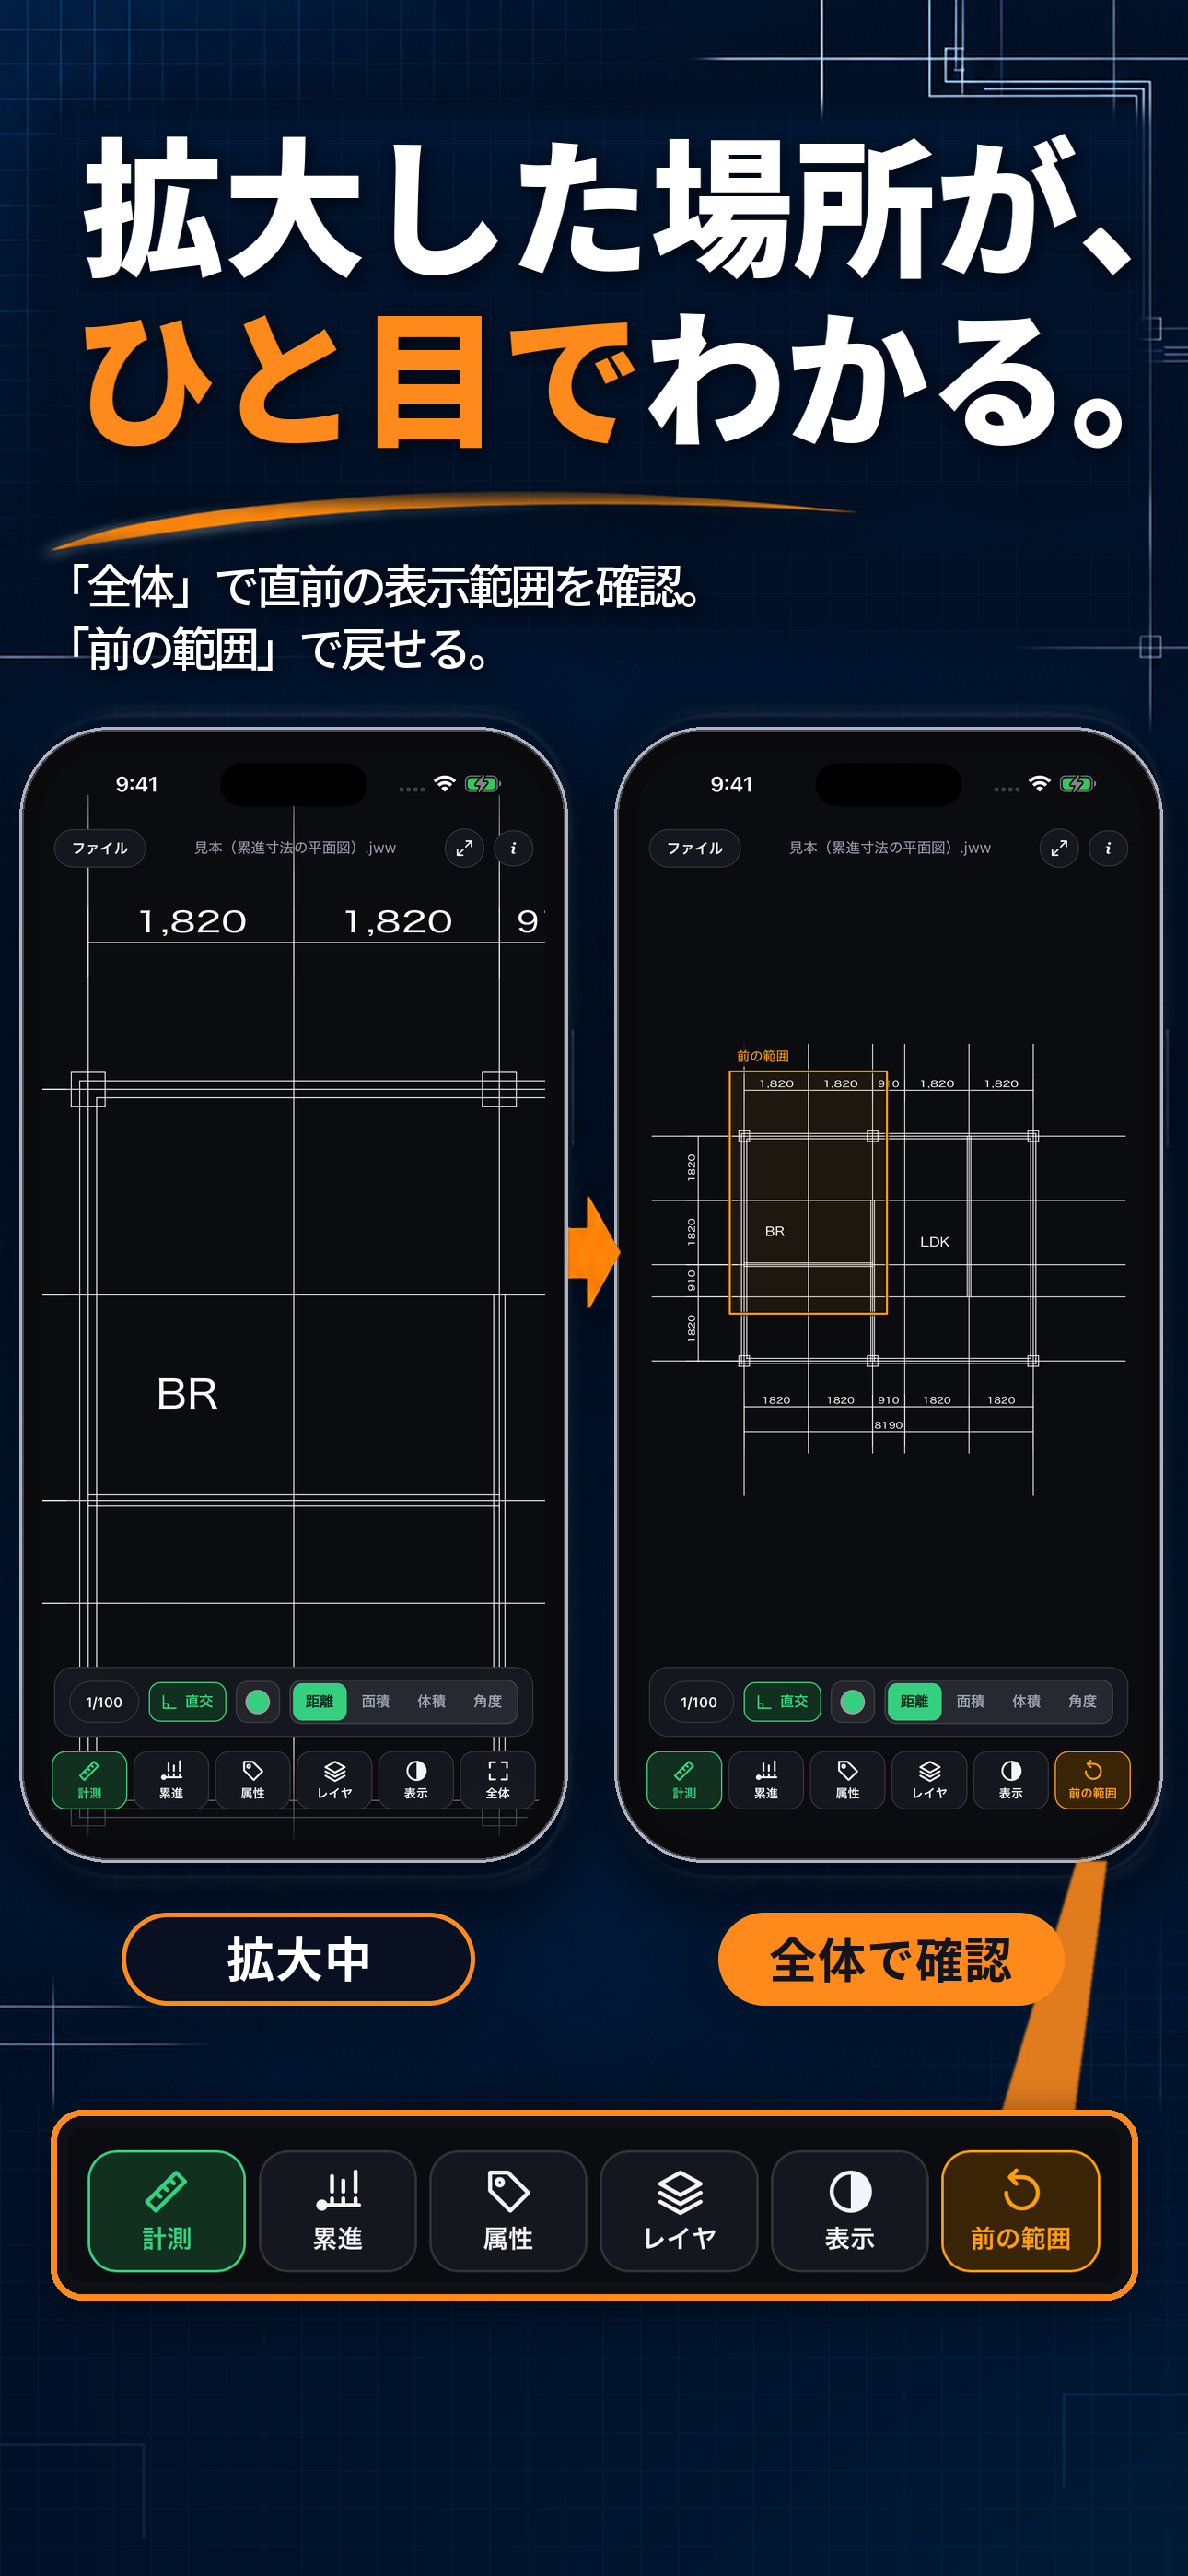 拡大した場所が、
ひと目でわかる。
「全体」で直前の表示範囲を確認。
「前の範囲」で戻せる。
9:41
ファイル
見本（累進寸法の平面図）.jww
i
1,820
1,820
9
BR
1/100
直交
距離
面積
体積
角度
計測
累進
属性
レイヤ
表示
全体
9:41
ファイル
見本（累進寸法の平面図）.jww
i
前の範囲
1,820
1,820
910
1,820
1,820
1820
1820
910
1820
BR
LDK
1820
1820
910
1820
1820
8190
1/100
直交
距離
面積
体積
角度
計測
累進
属性
レイヤ
表示
前の範囲
拡大中
全体で確認
計測
累進
属性
レイヤ
表示
前の範囲